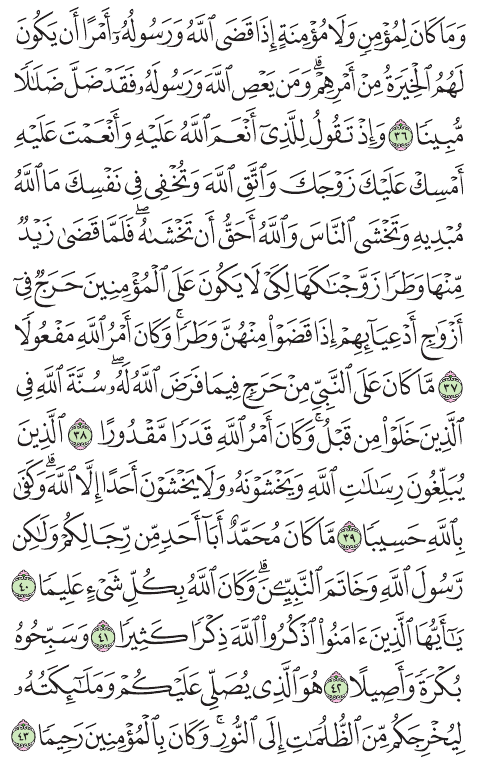 وَمَا كَانَ لِمُؤْمِنٍ وَلَا مُؤْمِنَةٍ إِذَا قَضَى ٱللَّهُ وَرَسُولُهُۥٓ أَمْرًا أَن يَكُونَ
لَهُمُ ٱلْخِيَرَةُ مِنْ أَمْرِهِمْۗ وَمَن يَعْصِ ٱللَّهَ وَرَسُولَهُۥ فَقَدْ ضَلَّ ضَلَٰلًا
مُّبِينًا ٣٦ وَإِذْ تَقُولُ لِلَّذِىٓ أَنْعَمَ ٱللَّهُ عَلَيْهِ وَأَنْعَمْتَ عَلَيْهِ
أَمْسِكْ عَلَيْكَ زَوْجَكَ وَٱتَّقِ ٱللَّهَ وَتُخْفِى فِى نَفْسِكَ مَا ٱللَّهُ
مُبْدِيهِ وَتَخْشَى ٱلنَّاسَ وَٱللَّهُ أَحَقُّ أَن تَخْشَىٰهُۖ فَلَمَّا قَضَىٰ زَيْدٌ
مِّنْهَا وَطَرًا زَوَّجْنَٰكَهَا لِكَىْ لَا يَكُونَ عَلَى ٱلْمُؤْمِنِينَ حَرَجٌ فِىٓ
أَزْوَٰجِ أَدْعِيَآئِهِمْ إِذَا قَضَوْا۟ مِنْهُنَّ وَطَرًاۚ وَكَانَ أَمْرُ ٱللَّهِ مَفْعُولًا
٣٧ مَّا كَانَ عَلَى ٱلنَّبِىِّ مِنْ حَرَجٍ فِيمَا فَرَضَ ٱللَّهُ لَهُۥۖ سُنَّةَ ٱللَّهِ فِى
ٱلَّذِينَ خَلَوْا۟ مِن قَبْلُۚ وَكَانَ أَمْرُ ٱللَّهِ قَدَرًا مَّقْدُورًا ٣٨ ٱلَّذِينَ
يُبَلِّغُونَ رِسَٰلَٰتِ ٱللَّهِ وَيَخْشَوْنَهُۥ وَلَا يَخْشَوْنَ أَحَدًا إِلَّا ٱللَّهَۗ وَكَفَىٰ
بِٱللَّهِ حَسِيبًا ٣٩ مَّا كَانَ مُحَمَّدٌ أَبَآ أَحَدٍ مِّن رِّجَالِكُمْ وَلَٰكِن
رَّسُولَ ٱللَّهِ وَخَاتَمَ ٱلنَّبِيِّـۧنَۗ وَكَانَ ٱللَّهُ بِكُلِّ شَىْءٍ عَلِيمًا ٤٠
يَٰٓأَيُّهَا ٱلَّذِينَ ءَامَنُوا۟ ٱذْكُرُوا۟ ٱللَّهَ ذِكْرًا كَثِيرًا ٤١ وَسَبِّحُوهُ
بُكْرَةً وَأَصِيلًا ٤٢ هُوَ ٱلَّذِى يُصَلِّى عَلَيْكُمْ وَمَلَٰٓئِكَتُهُۥ
لِيُخْرِجَكُم مِّنَ ٱلظُّلُمَٰتِ إِلَى ٱلنُّورِۚ وَكَانَ بِٱلْمُؤْمِنِينَ رَحِيمًا ٤٣